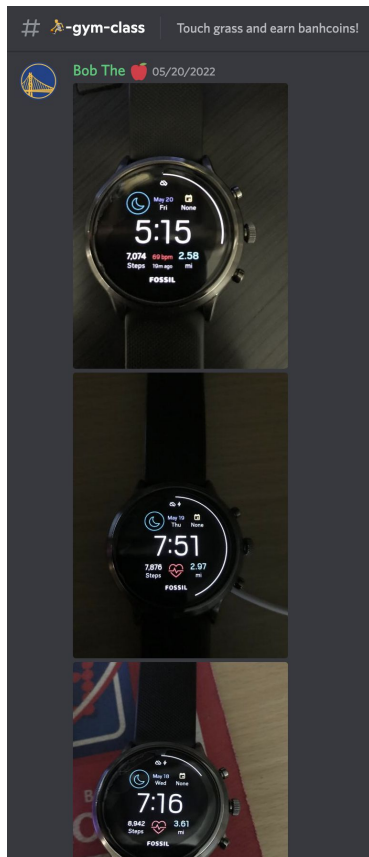 # -gym-class Touch grass and earn banhcoins!
Bob The 05/20/2022
May 20
Fri
None
5:15
7,074 69 bpm 2.58
Steps 19m ago mi
FOSSIL
May 19
Thu
None
7:51
7,876 2.97
Steps mi
FOSSIL
May 18
Wed
None
7:16
8,942 3.61
Steps mi
FOSSIL